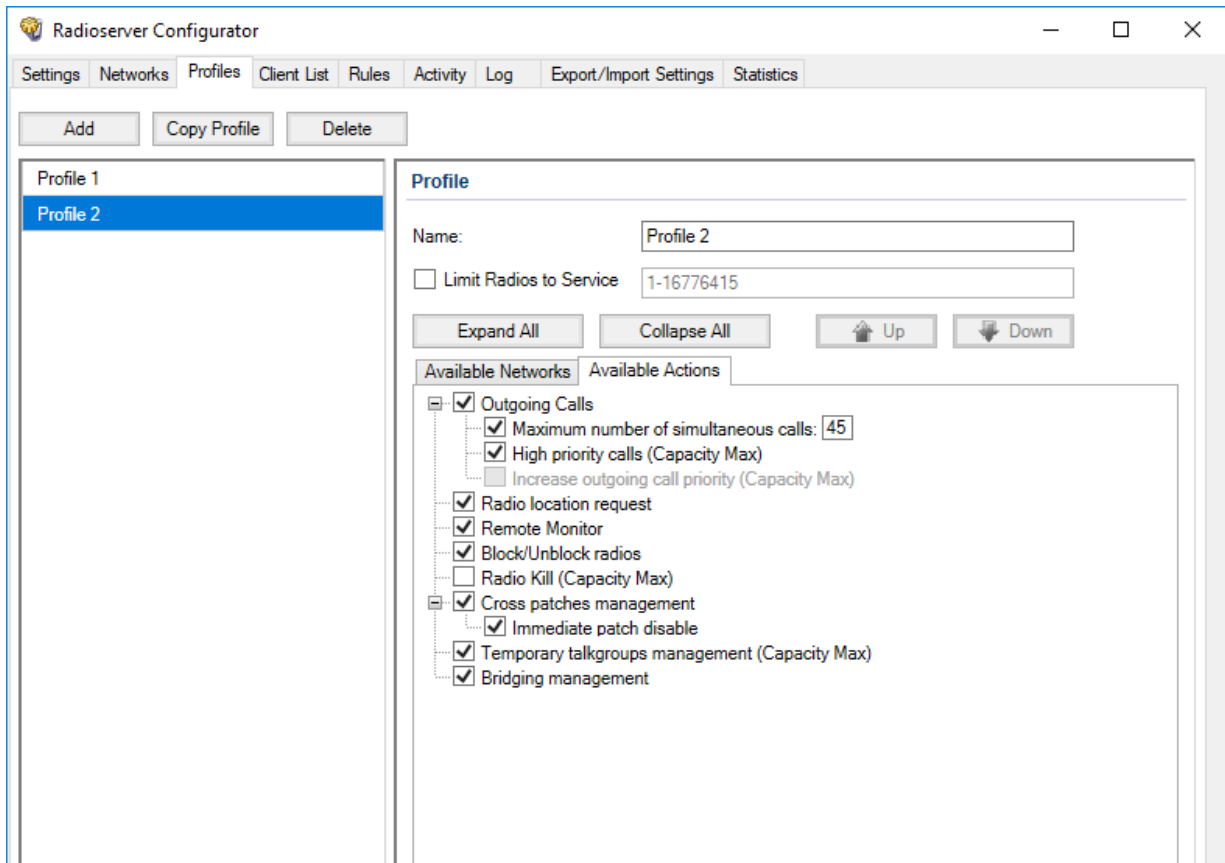 Radioserver Configurator
Settings Networks Profiles Client List Rules Activity Log Export/Import Settings Statistics
Add Copy Profile Delete
Profile 1
Profile 2
Profile
Name: Profile 2
Limit Radios to Service 1-16776415
Expand All Collapse All Up Down
Available Networks Available Actions
Outgoing Calls
Maximum number of simultaneous calls: 45
High priority calls (Capacity Max)
Increase outgoing call priority (Capacity Max)
Radio location request
Remote Monitor
Block/Unblock radios
Radio Kill (Capacity Max)
Cross patches management
Immediate patch disable
Temporary talkgroups management (Capacity Max)
Bridging management